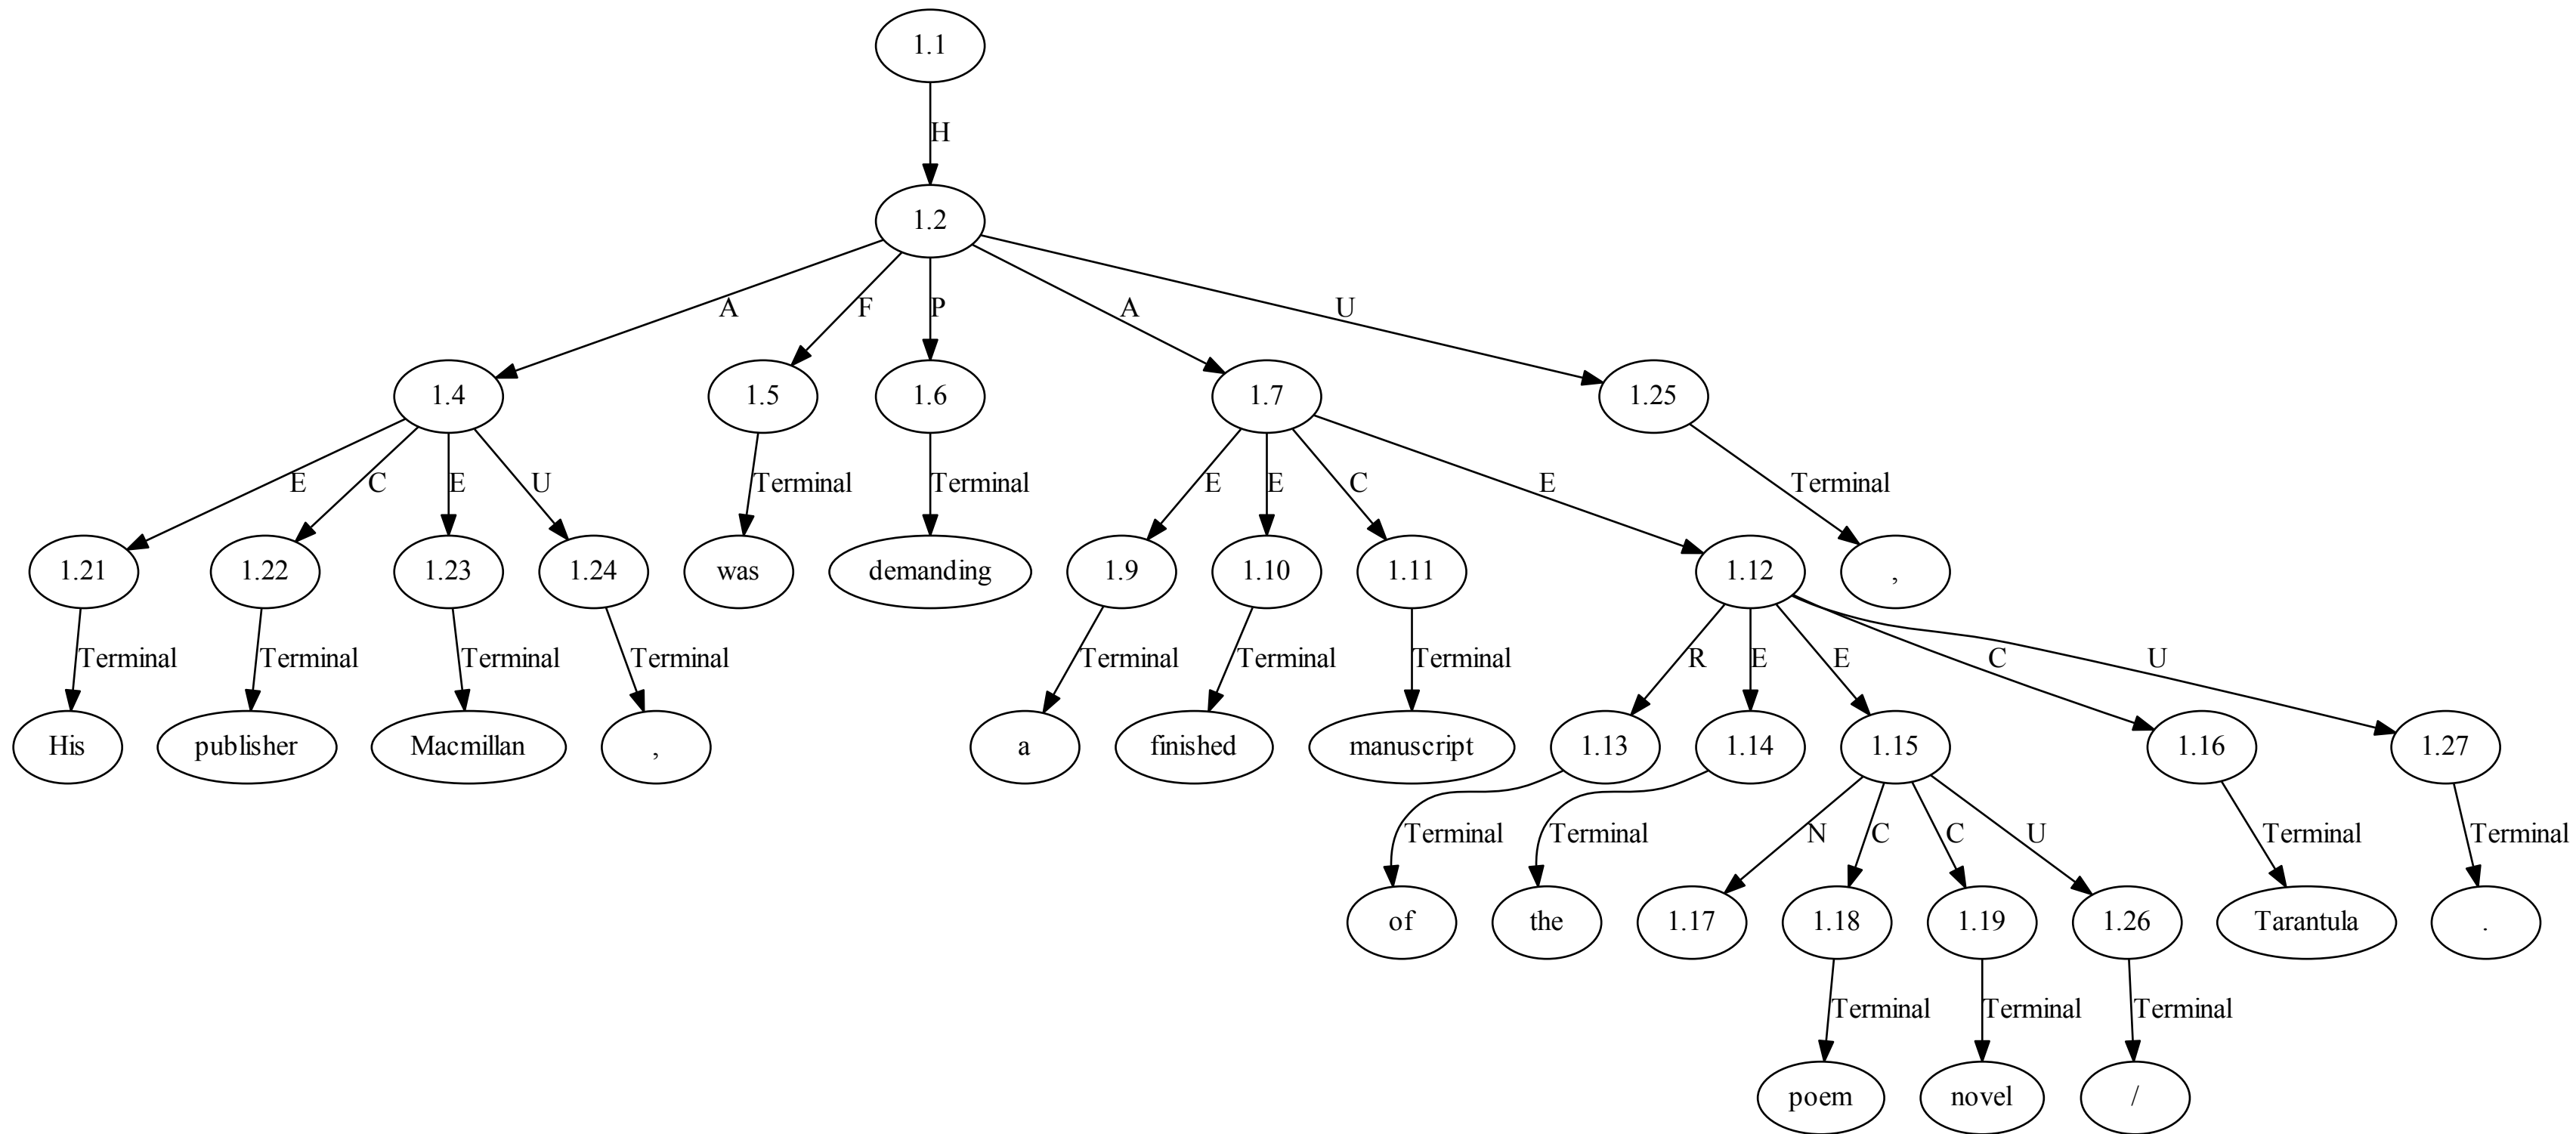 1.1
H
1.2
A F P A U
1.4 1.5 1.6 1.7 1.25
E C E U Terminal Terminal E E C E Terminal
1.21 1.22 1.23 1.24 was demanding 1.9 1.10 1.11 1.12 ,
Terminal Terminal Terminal Terminal Terminal Terminal Terminal R E E C U
His publisher Macmillan , a finished manuscript 1.13 1.14 1.15 1.16 1.27
Terminal Terminal N C C U Terminal Terminal
of the 1.17 1.18 1.19 1.26 Tarantula .
Terminal Terminal Terminal
poem novel /